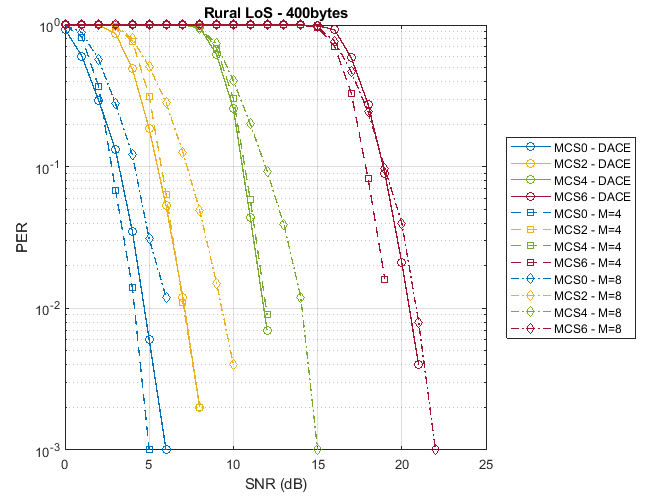 Rural LoS - 400bytes
10^0
10^-1
10^-2
10^-3
PER
0 5 10 15 20 25
SNR (dB)
MCS0 - DACE
MCS2 - DACE
MCS4 - DACE
MCS6 - DACE
MCS0 - M=4
MCS2 - M=4
MCS4 - M=4
MCS6 - M=4
MCS0 - M=8
MCS2 - M=8
MCS4 - M=8
MCS6 - M=8